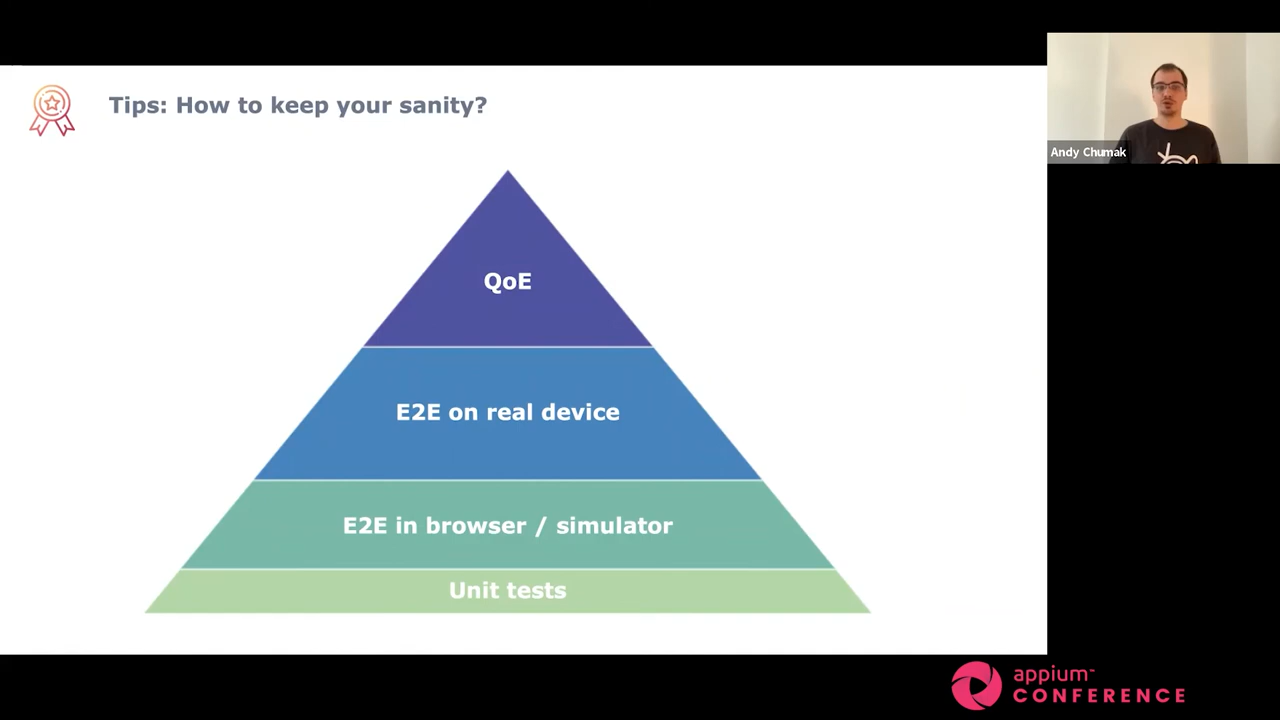 Tips: How to keep your sanity?
Andy Chumak
QoE
E2E on real device
E2E in browser / simulator
Unit tests
appium™
CONFERENCE